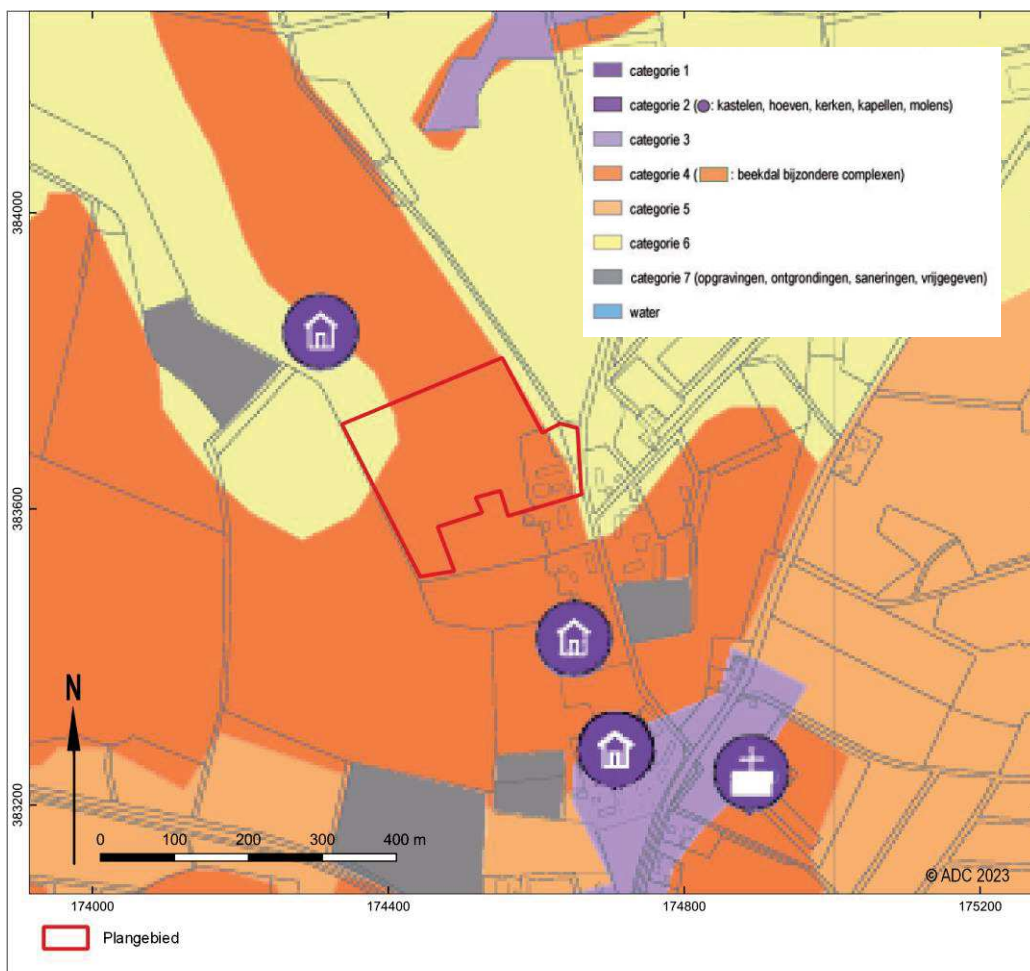 categorie 1
categorie 2 (: kastelen, hoeven, kerken, kapellen, molens)
categorie 3
categorie 4 (: beekdal bijzondere complexen)
categorie 5
categorie 6
categorie 7 (opgravingen, ontgrondingen, saneringen, vrijgegeven)
water
384000
383600
383200
N
0 100 200 300 400 m
© ADC 2023
174000 174400 174800 175200
Plangebied